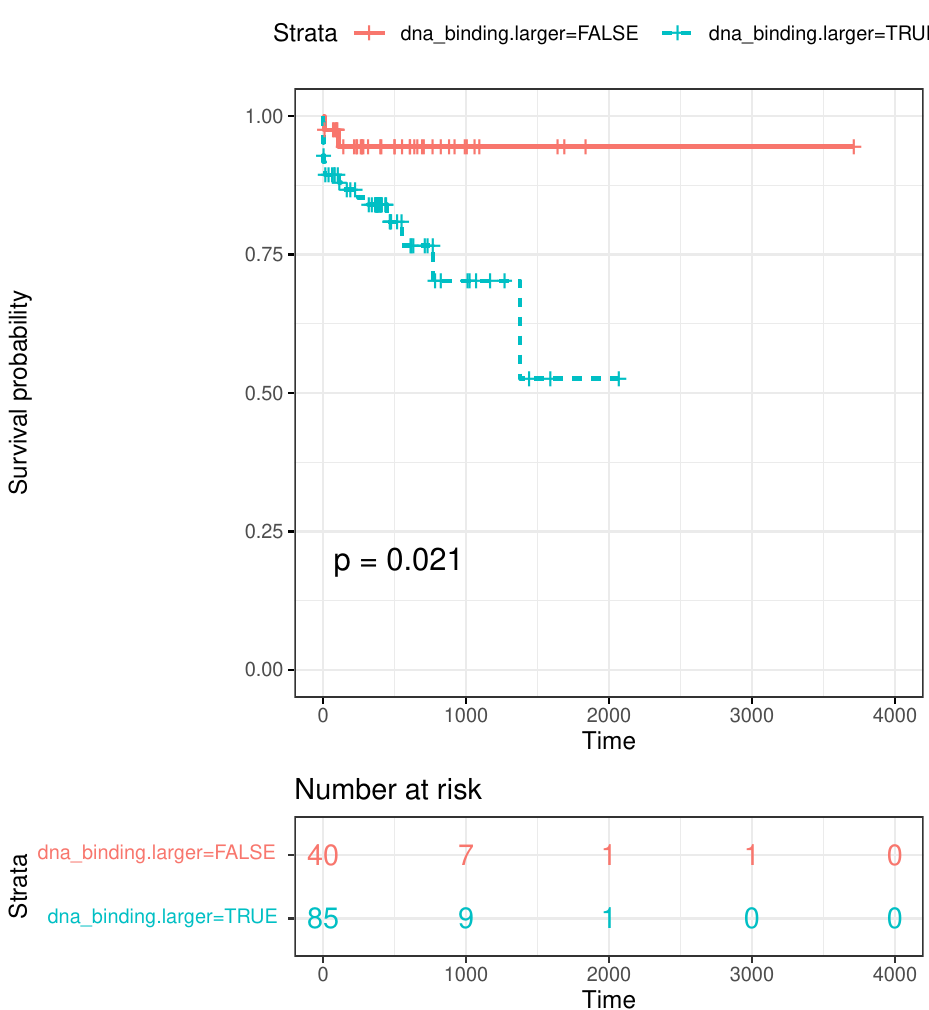 Strata dna_binding.larger=FALSE dna_binding.larger=TRUE
1.00
0.75
0.50
0.25
0.00
Survival probability
p = 0.021
0 1000 2000 3000 4000
Time
Number at risk
Strata
dna_binding.larger=FALSE 40 7 1 1 0
dna_binding.larger=TRUE 85 9 1 0 0
0 1000 2000 3000 4000
Time